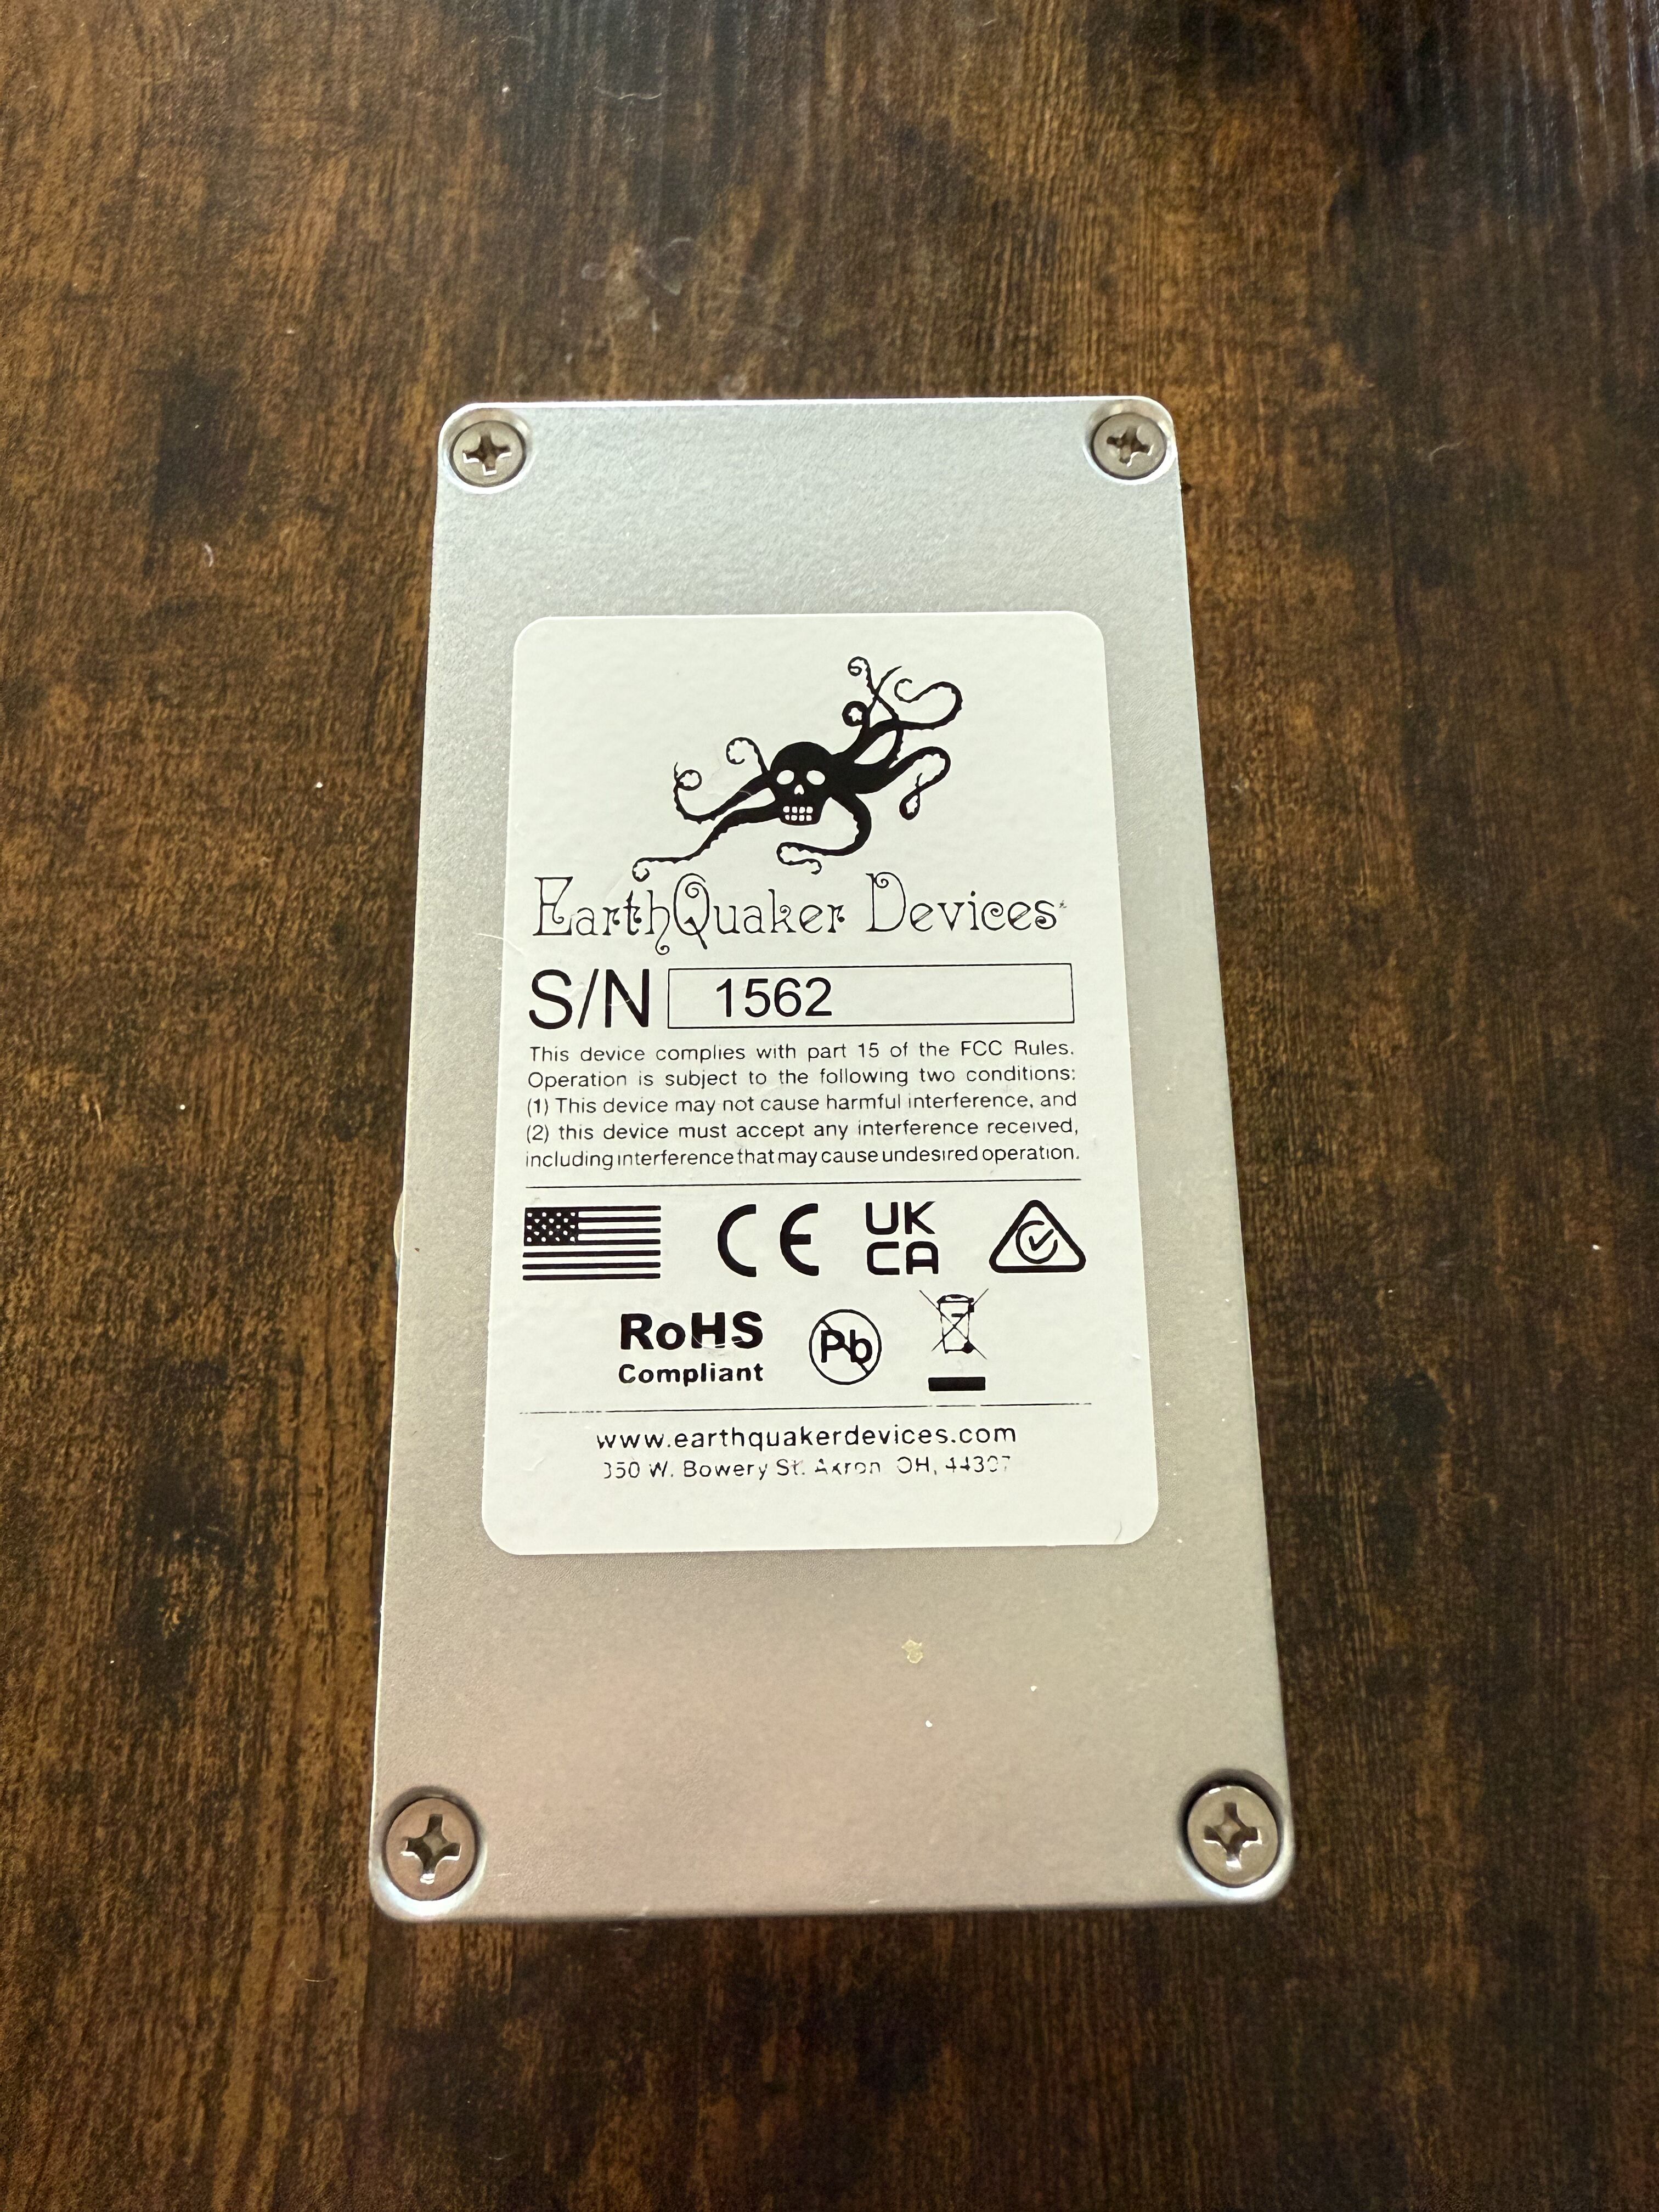 EarthQuaker Devices
S/N 1562
This device complies with part 15 of the FCC Rules.
Operation is subject to the following two conditions:
(1) This device may not cause harmful interference, and
(2) this device must accept any interference received,
including interference that may cause undesired operation.
CE UK
CA
RoHS
Compliant
Pb
www.earthquakerdevices.com
350 W. Bowery St. Akron OH, 44307